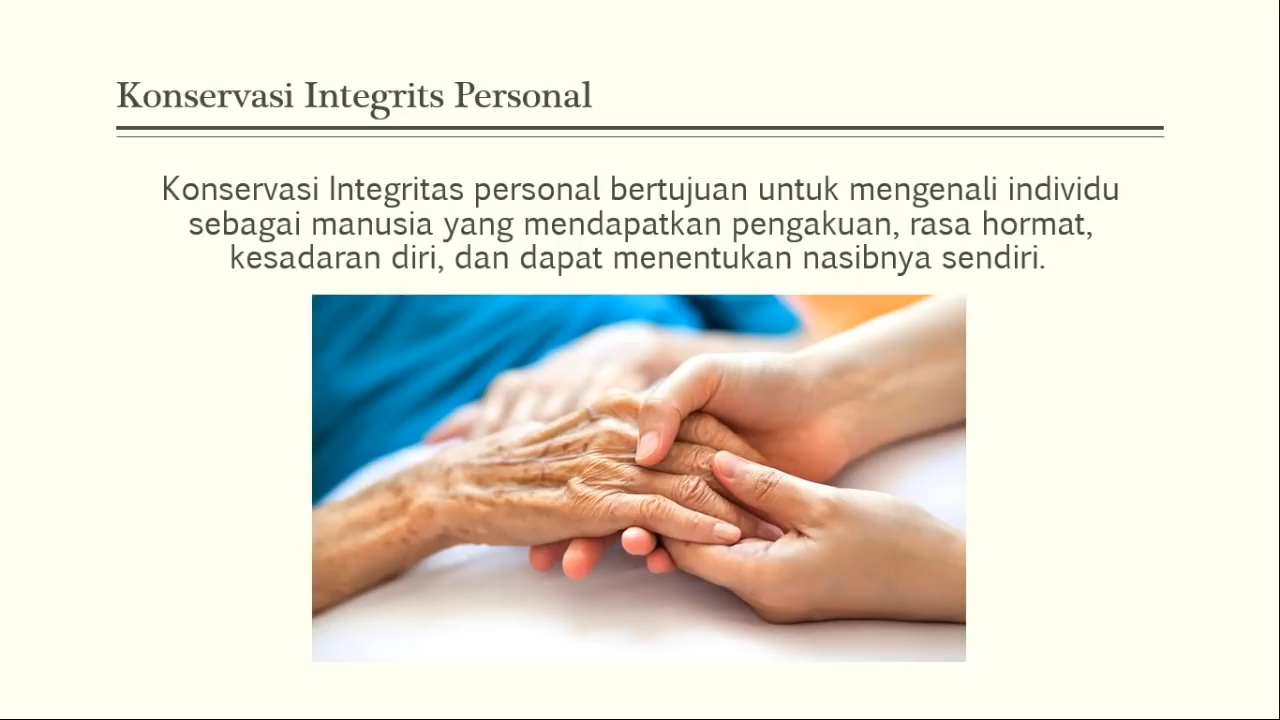 Konservasi Integrits Personal
Konservasi Integritas personal bertujuan untuk mengenali individu
sebagai manusia yang mendapatkan pengakuan, rasa hormat,
kesadaran diri, dan dapat menentukan nasibnya sendiri.